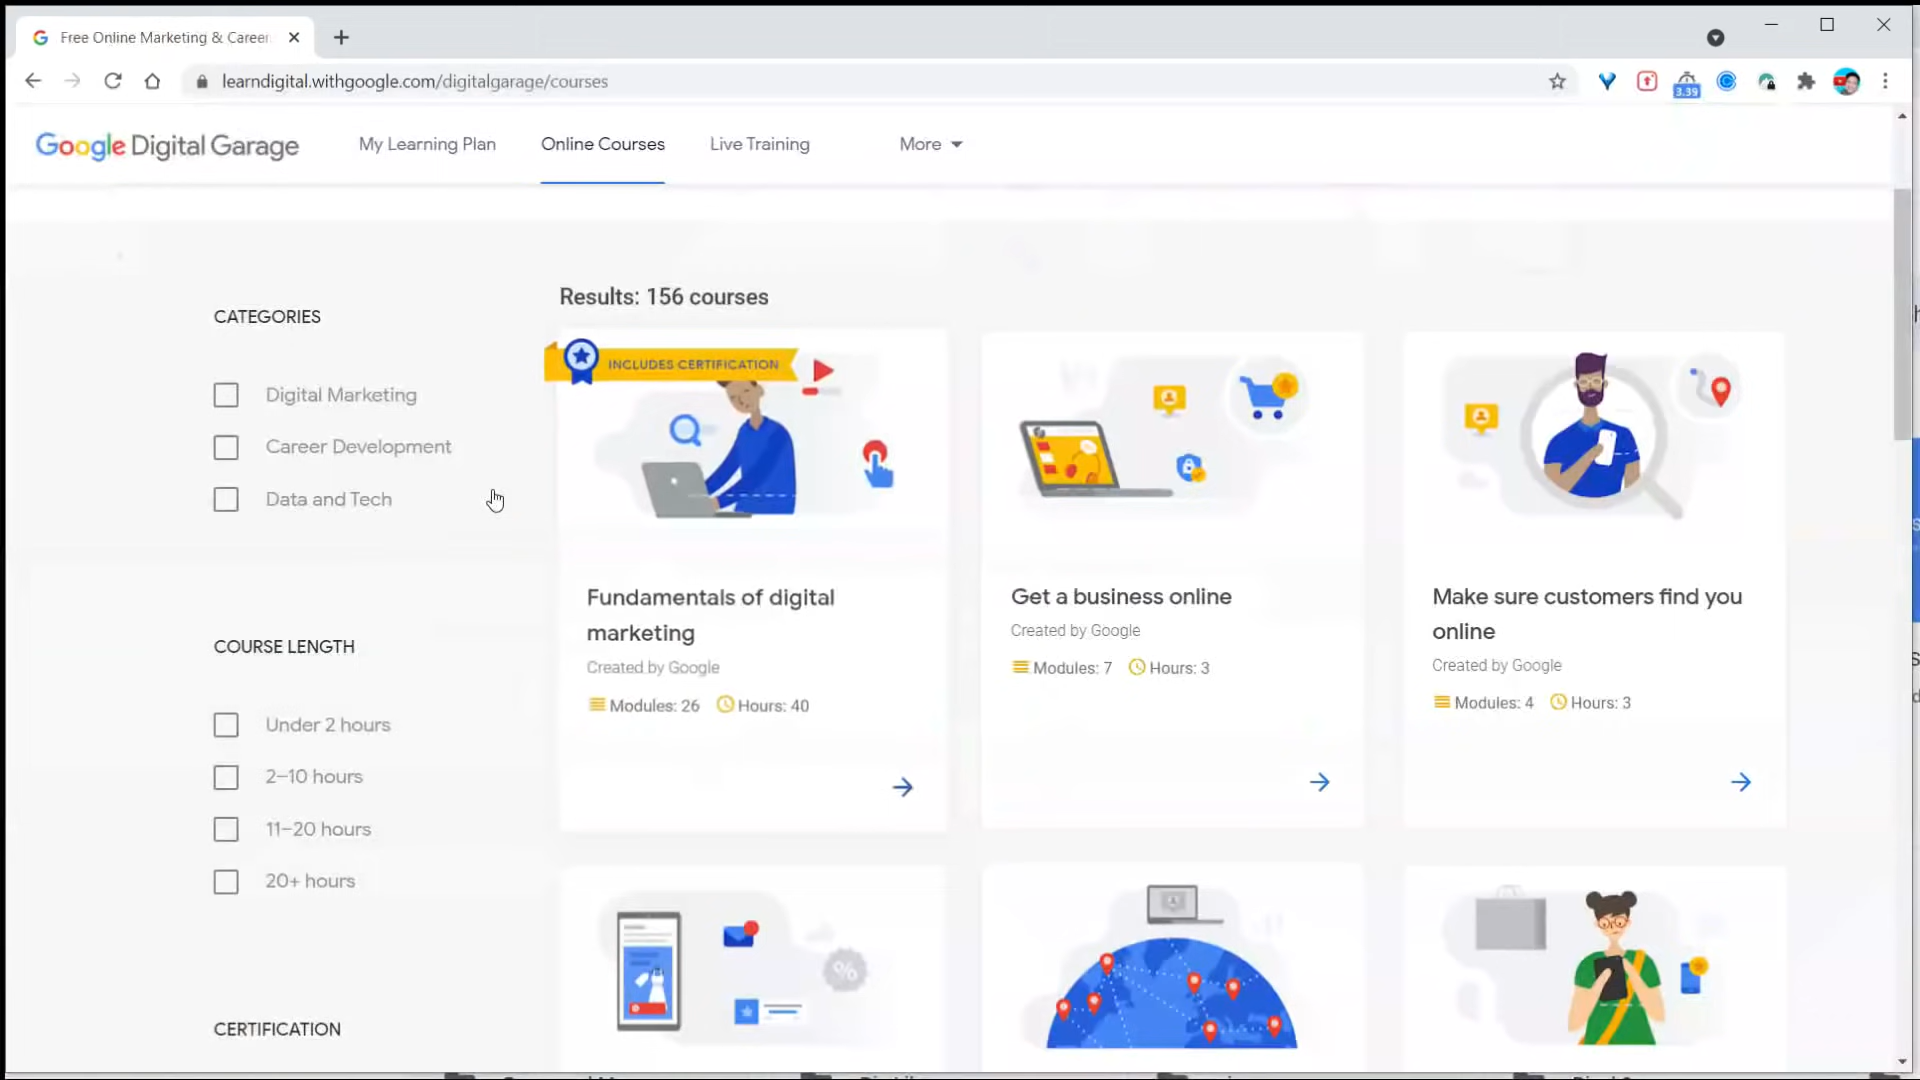 Free Online Marketing & Career
learndigital.withgoogle.com/digitalgarage/courses
3.39
Google Digital Garage
My Learning Plan
Online Courses
Live Training
More
CATEGORIES
Digital Marketing
Career Development
Data and Tech
COURSE LENGTH
Under 2 hours
2–10 hours
11–20 hours
20+ hours
CERTIFICATION
Results: 156 courses
INCLUDES CERTIFICATION
Fundamentals of digital
marketing
Created by Google
Modules: 26 Hours: 40
Get a business online
Created by Google
Modules: 7 Hours: 3
Make sure customers find you
online
Created by Google
Modules: 4 Hours: 3
%